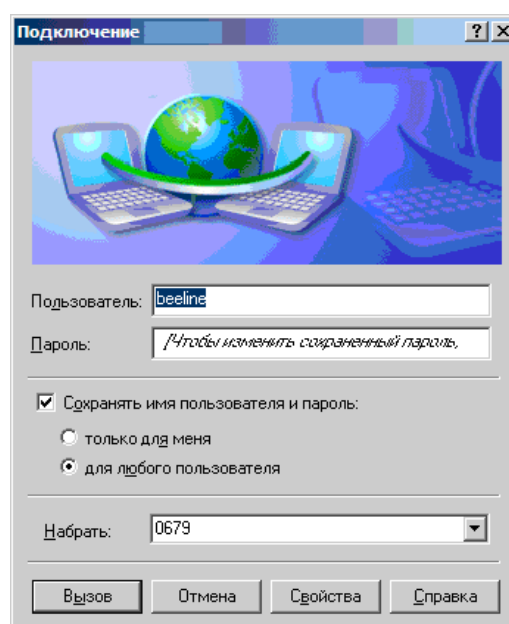 Подключение
Пользователь: beeline
Пароль: [Чтобы изменить сохраненный пароль,
Сохранять имя пользователя и пароль:
только для меня
для любого пользователя
Набрать: 0679
Вызов Отмена Свойства Справка